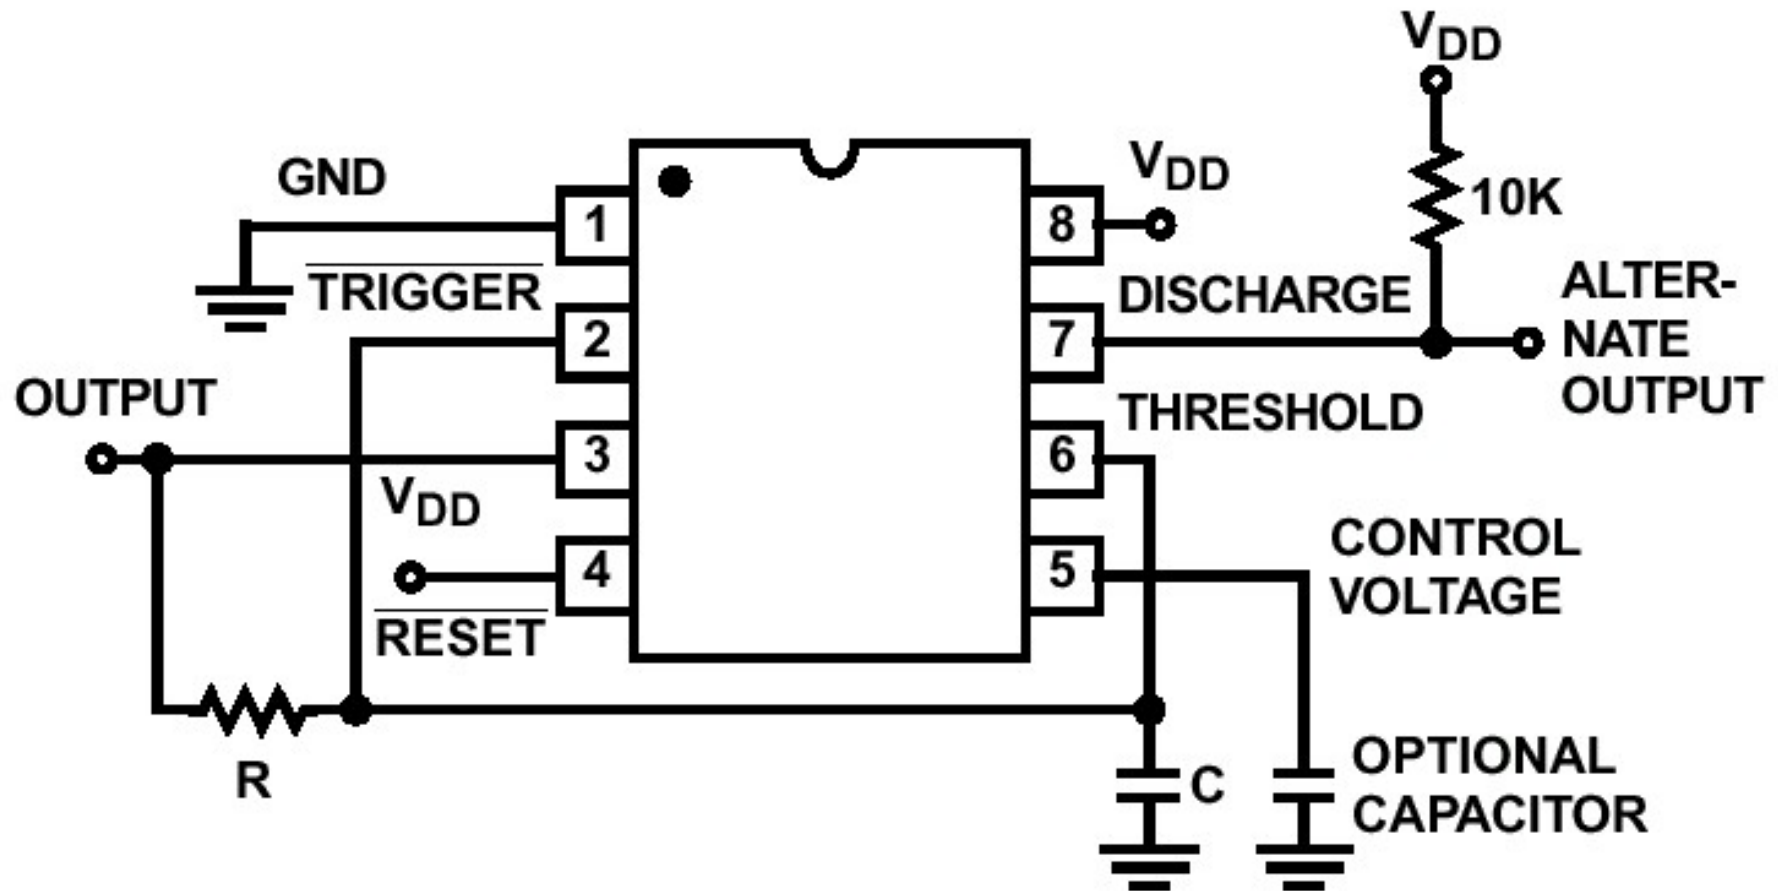 VDD
GND
VDD
1
8
10K
TRIGGER
DISCHARGE
ALTER-
NATE
OUTPUT
2
7
OUTPUT
THRESHOLD
3
6
VDD
CONTROL
VOLTAGE
4
5
RESET
R
C
OPTIONAL
CAPACITOR